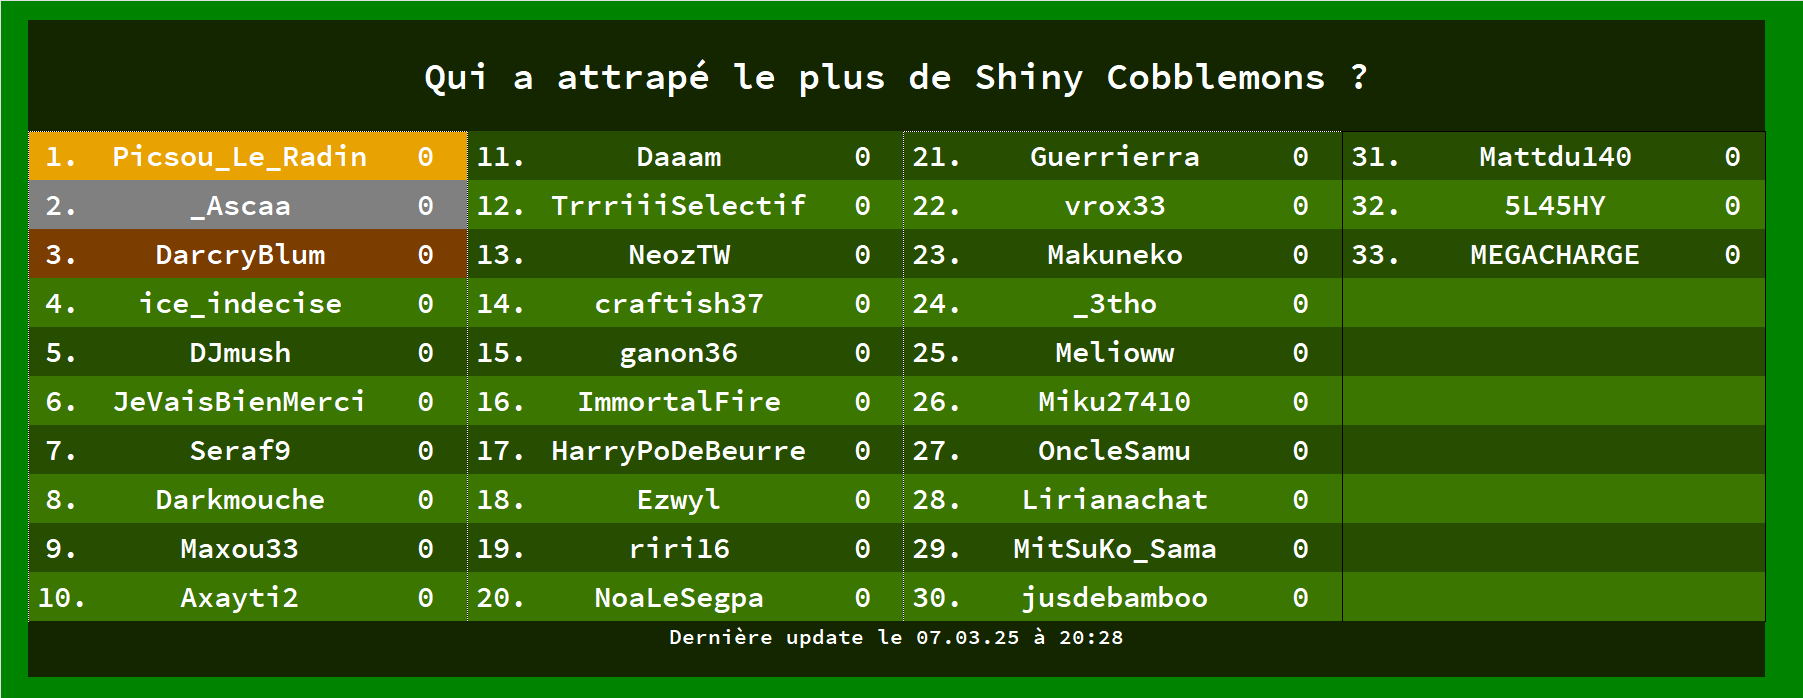 Qui a attrapé le plus de Shiny Cobblemons ?
1. Picsou_Le_Radin 0
2. _Ascaa 0
3. DarcryBlum 0
4. ice_indecise 0
5. DJmush 0
6. JeVaisBienMerci 0
7. Seraf9 0
8. Darkmouche 0
9. Maxou33 0
10. Axayti2 0
11. Daaam 0
12. TrrriiiSelectif 0
13. NeozTW 0
14. craftish37 0
15. ganon36 0
16. ImmortalFire 0
17. HarryPoDeBeurre 0
18. Ezwyl 0
19. riri16 0
20. NoaLeSegpa 0
21. Guerrierra 0
22. vrox33 0
23. Makuneko 0
24. _3tho 0
25. Melioww 0
26. Miku27410 0
27. OncleSamu 0
28. Lirianachat 0
29. MitSuKo_Sama 0
30. jusdebamboo 0
31. Mattdu140 0
32. 5L45HY 0
33. MEGACHARGE 0
Dernière update le 07.03.25 à 20:28